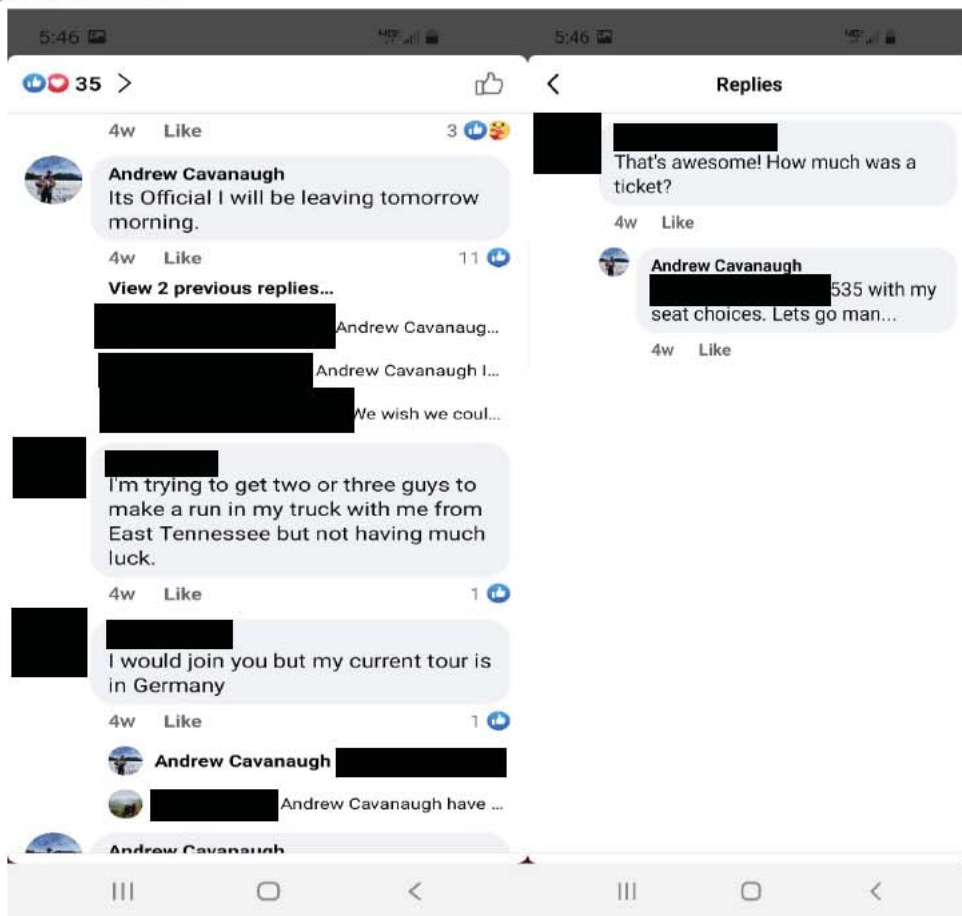 5:46
35 >
4w Like 3
Andrew Cavanaugh
Its Official I will be leaving tomorrow
morning.
4w Like 11
View 2 previous replies...
Andrew Cavanaug...
Andrew Cavanaugh I...
We wish we coul...
I'm trying to get two or three guys to
make a run in my truck with me from
East Tennessee but not having much
luck.
4w Like 1
I would join you but my current tour is
in Germany
4w Like 1
Andrew Cavanaugh
Andrew Cavanaugh have ...
Andrew Cavanaugh
5:46
Replies
That's awesome! How much was a
ticket?
4w Like
Andrew Cavanaugh
535 with my
seat choices. Lets go man...
4w Like